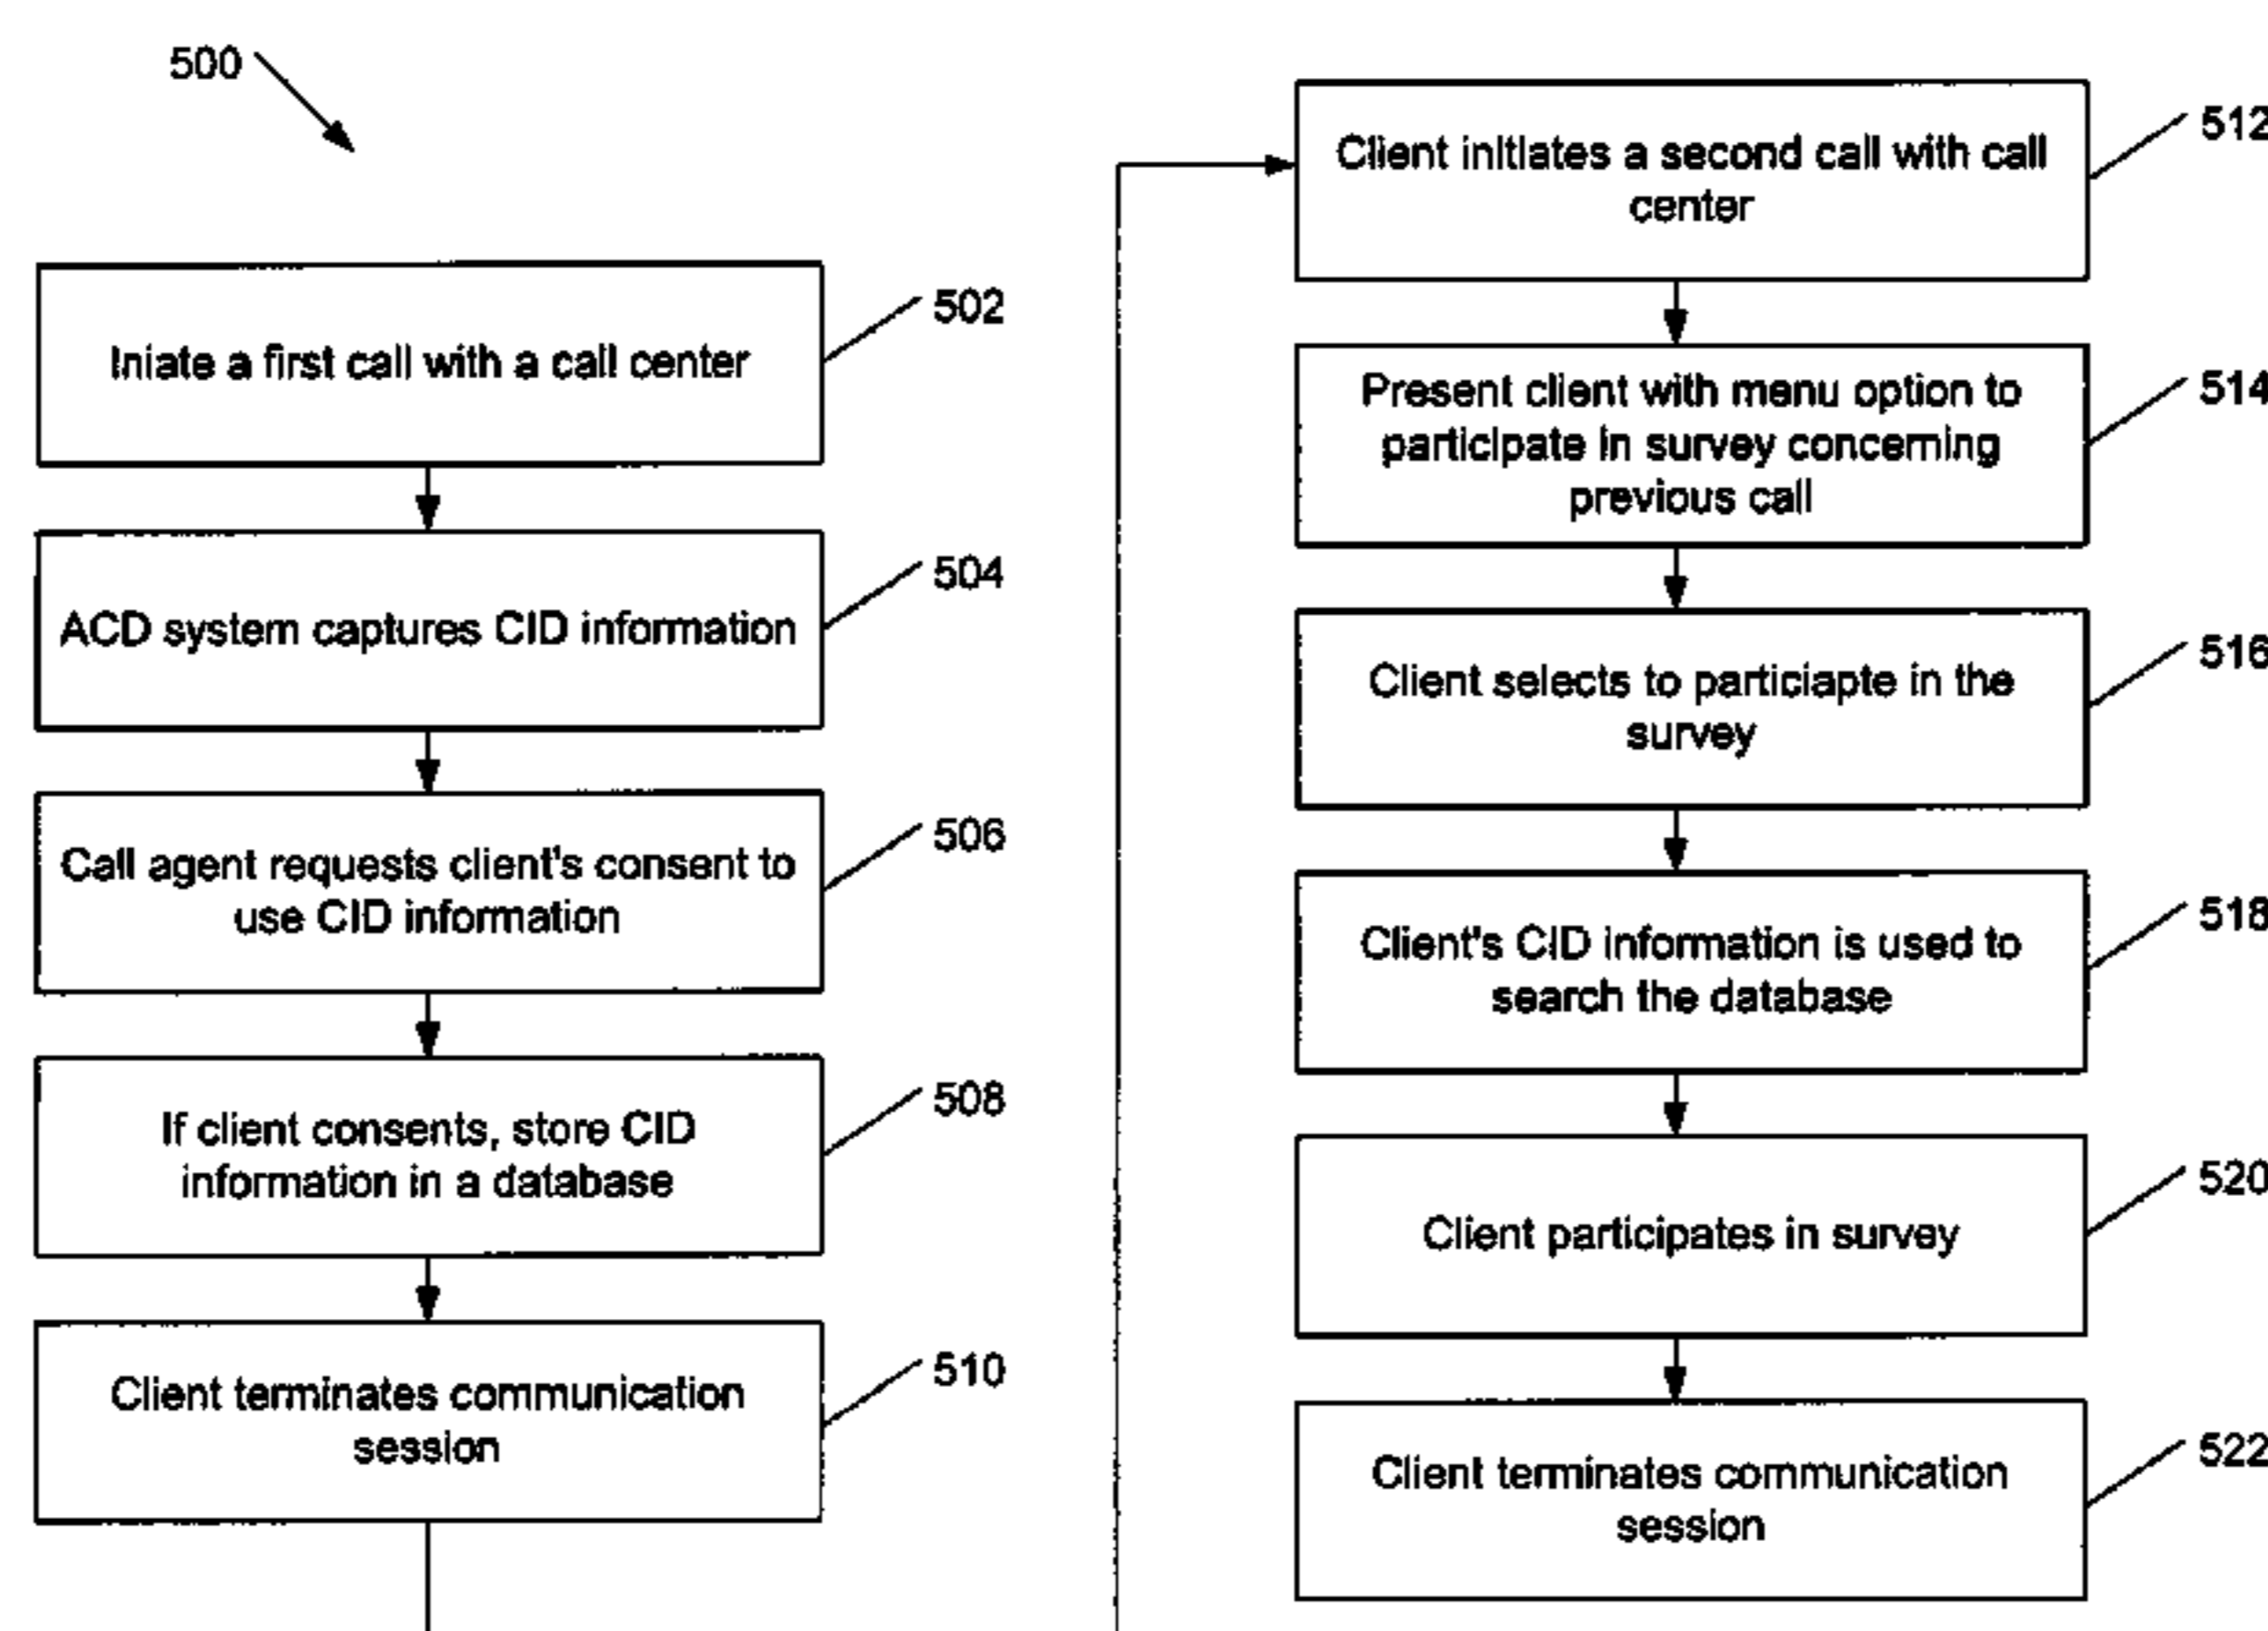 500
Iniate a first call with a call center
502
ACD system captures CID information
504
Call agent requests client's consent to
use CID information
506
If client consents, store CID
information in a database
508
Client terminates communication
session
510
Client initiates a second call with call
center
512
Present client with menu option to
participate in survey concerning
previous call
514
Client selects to particiapte in the
survey
516
Client's CID information is used to
search the database
518
Client participates in survey
520
Client terminates communication
session
522